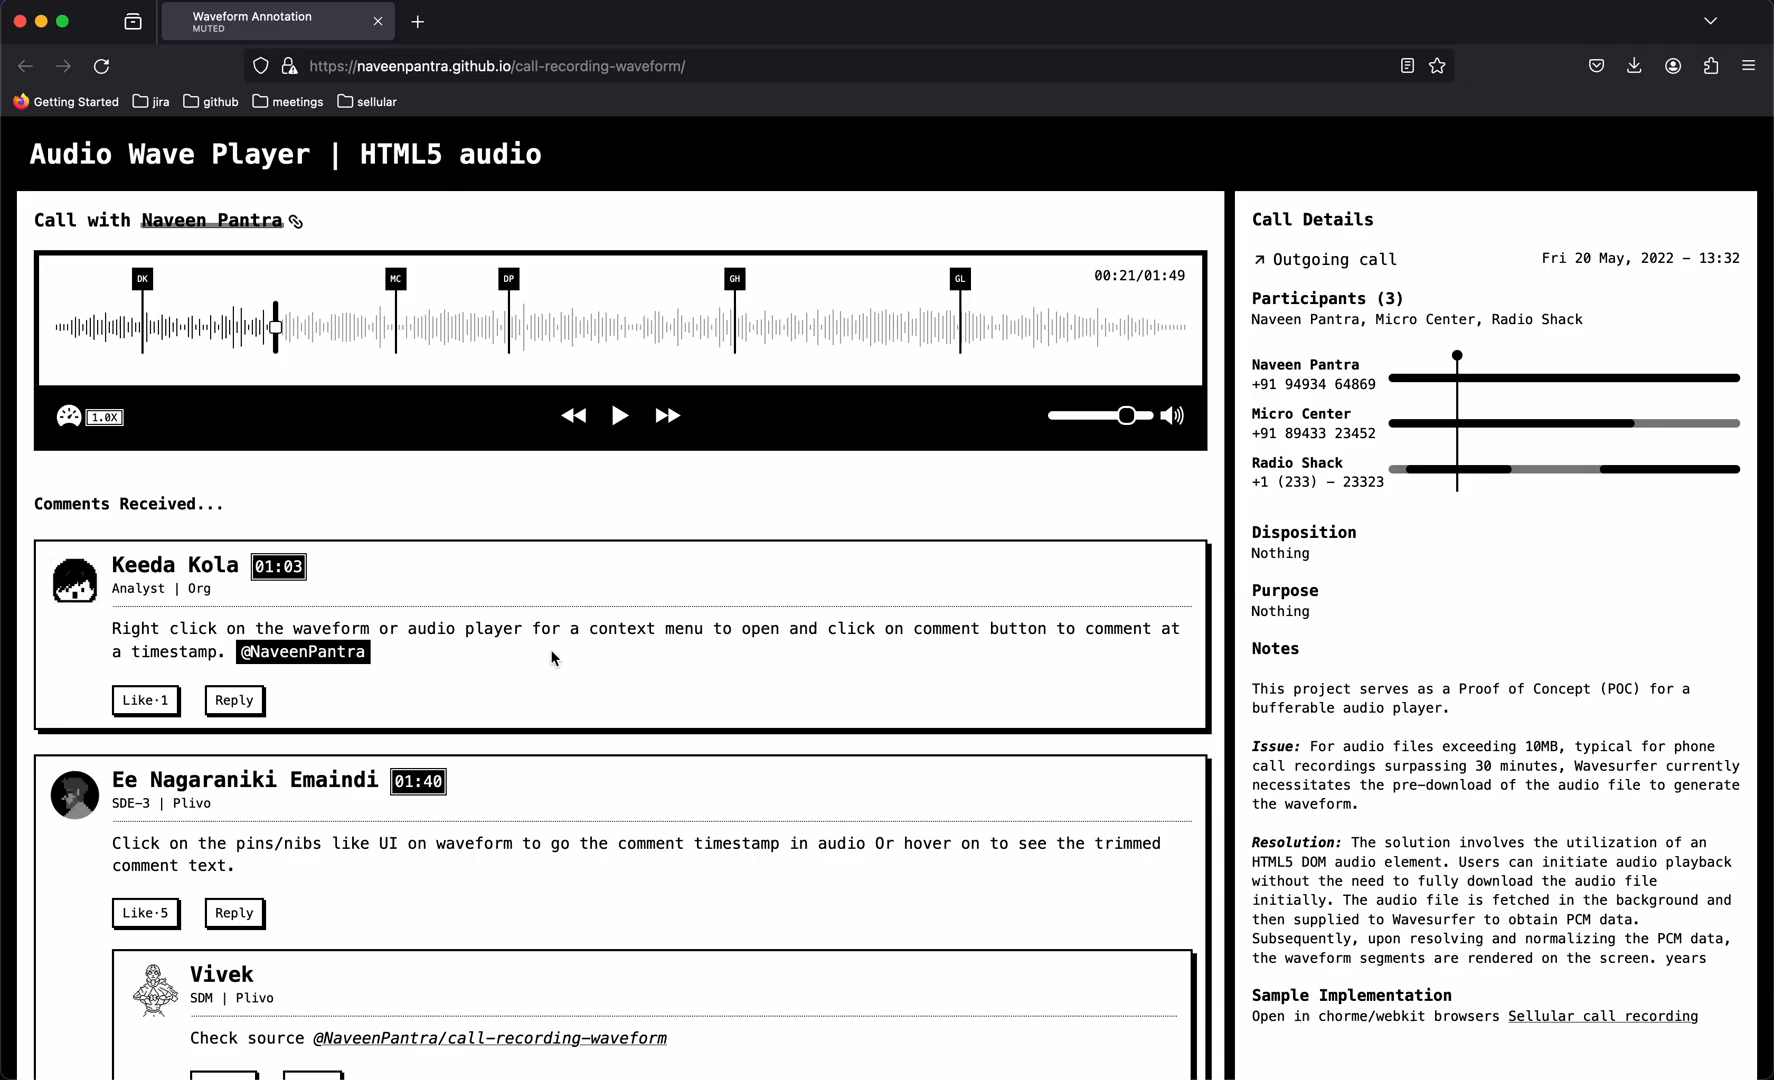 Waveform Annotation
MUTED
https://naveenpantra.github.io/call-recording-waveform/
Getting Started jira github meetings sellular
Audio Wave Player | HTML5 audio
Call with Naveen Pantra
DK MC DP GH GL
00:21/01:49
1.0X
Comments Received...
Keeda Kola 01:03
Analyst | Org
Right click on the waveform or audio player for a context menu to open and click on comment button to comment at
a timestamp. @NaveenPantra
Like·1 Reply
Ee Nagaraniki Emaindi 01:40
SDE-3 | Plivo
Click on the pins/nibs like UI on waveform to go the comment timestamp in audio Or hover on to see the trimmed
comment text.
Like·5 Reply
Vivek
SDM | Plivo
Check source @NaveenPantra/call-recording-waveform
Call Details
↗ Outgoing call Fri 20 May, 2022 - 13:32
Participants (3)
Naveen Pantra, Micro Center, Radio Shack
Naveen Pantra
+91 94934 64869
Micro Center
+91 89433 23452
Radio Shack
+1 (233) - 23323
Disposition
Nothing
Purpose
Nothing
Notes
This project serves as a Proof of Concept (POC) for a
bufferable audio player.
Issue: For audio files exceeding 10MB, typical for phone
call recordings surpassing 30 minutes, Wavesurfer currently
necessitates the pre-download of the audio file to generate
the waveform.
Resolution: The solution involves the utilization of an
HTML5 DOM audio element. Users can initiate audio playback
without the need to fully download the audio file
initially. The audio file is fetched in the background and
then supplied to Wavesurfer to obtain PCM data.
Subsequently, upon resolving and normalizing the PCM data,
the waveform segments are rendered on the screen. years
Sample Implementation
Open in chorme/webkit browsers Sellular call recording